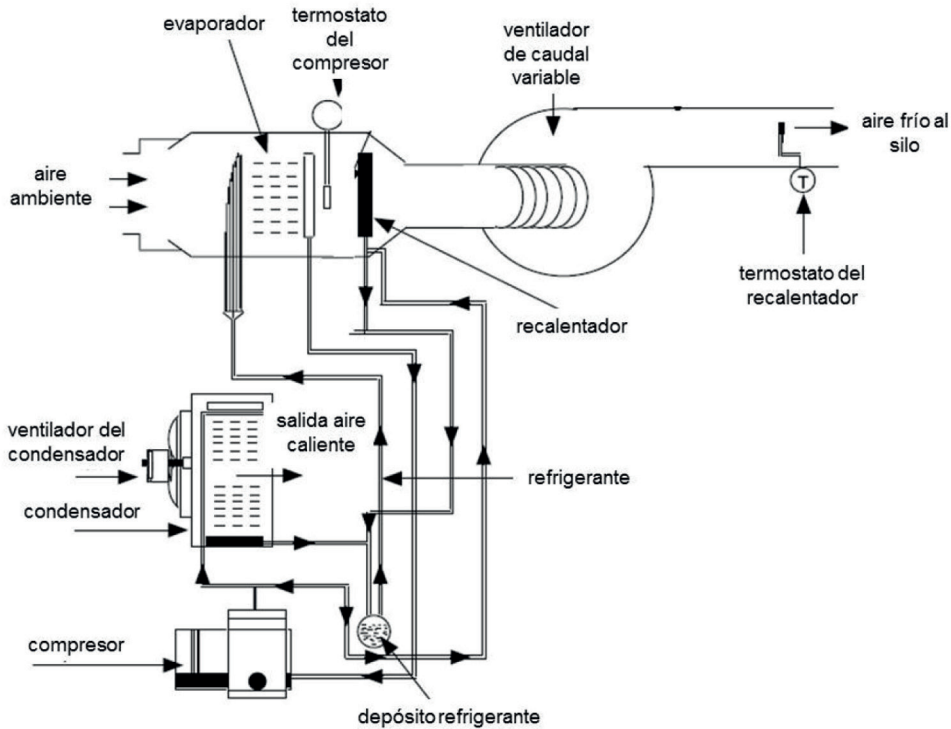 evaporador
termostato
del
compresor
ventilador
de caudal
variable
aire frío al
silo
aire
ambiente
T
termostato del
recalentador
recalentador
ventilador del
condensador
salida aire
caliente
refrigerante
condensador
compresor
depósito refrigerante